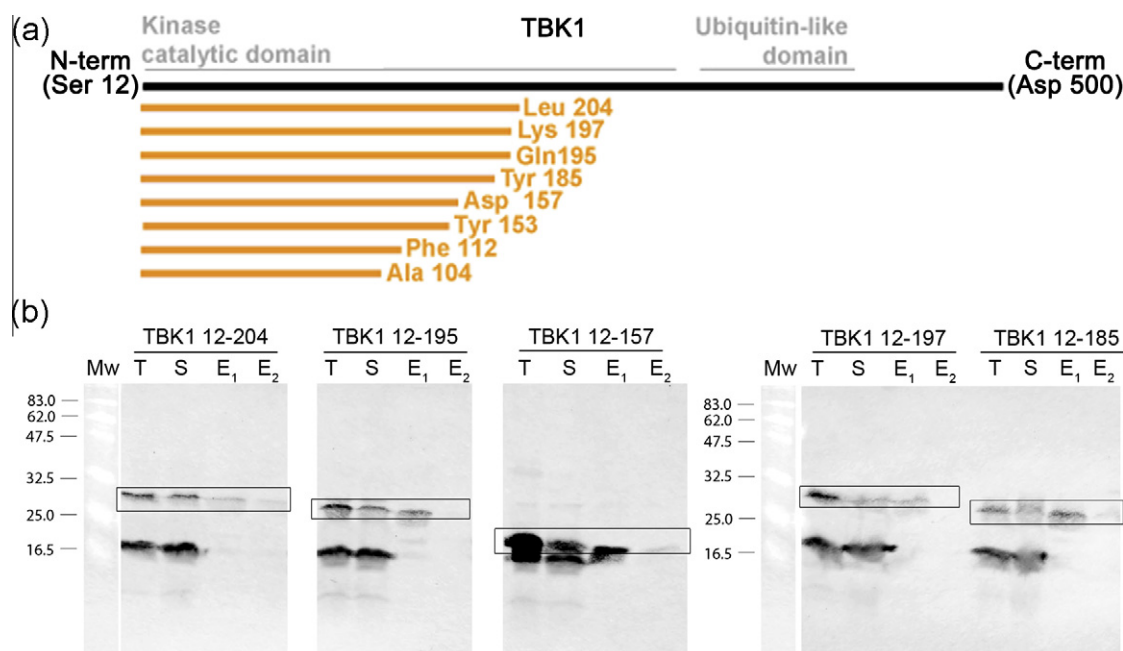 (a)
Kinase
catalytic domain
TBK1
Ubiquitin-like
domain
N-term
(Ser 12)
C-term
(Asp 500)
Leu 204
Lys 197
Gln195
Tyr 185
Asp 157
Tyr 153
Phe 112
Ala 104
(b)
TBK1 12-204 TBK1 12-195 TBK1 12-157 TBK1 12-197 TBK1 12-185
Mw T S E₁ E₂ T S E₁ E₂ T S E₁ E₂ Mw T S E₁ E₂ T S E₁ E₂
83.0
62.0
47.5
32.5
25.0
16.5
83.0
62.0
47.5
32.5
25.0
16.5